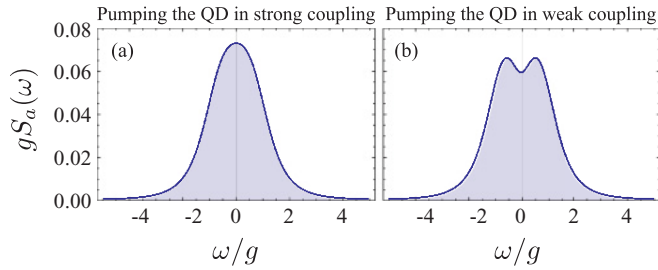 Pumping the QD in strong coupling
Pumping the QD in weak coupling
(a)
(b)
gSₐ(ω)
0.08
0.06
0.04
0.02
0.00
-4 -2 0 2 4
-4 -2 0 2 4
ω/g
ω/g